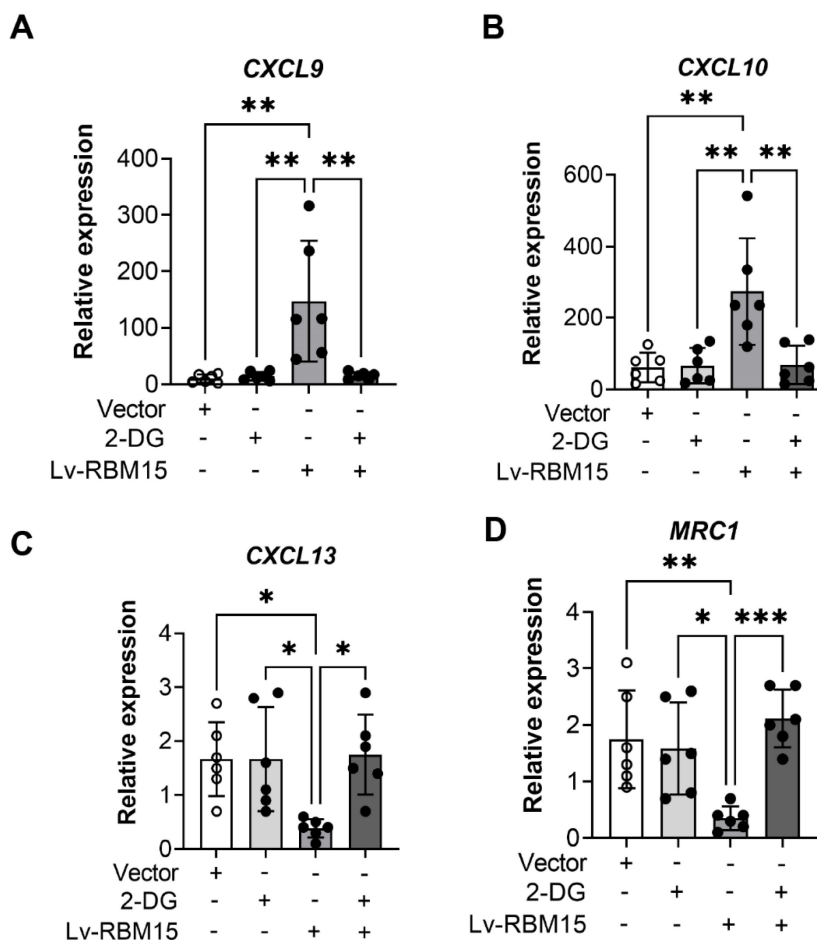 A
CXCL9
** 
** **
Relative expression
400
300
200
100
0
Vector + - - -
2-DG - + - +
Lv-RBM15 - - + +
B
CXCL10
**
** **
Relative expression
600
400
200
0
Vector + - - -
2-DG - + - +
Lv-RBM15 - - + +
C
CXCL13
*
* *
Relative expression
4
3
2
1
0
Vector + - - -
2-DG - + - +
Lv-RBM15 - - + +
D
MRC1
**
* ***
Relative expression
4
3
2
1
0
Vector + - - -
2-DG - + - +
Lv-RBM15 - - + +